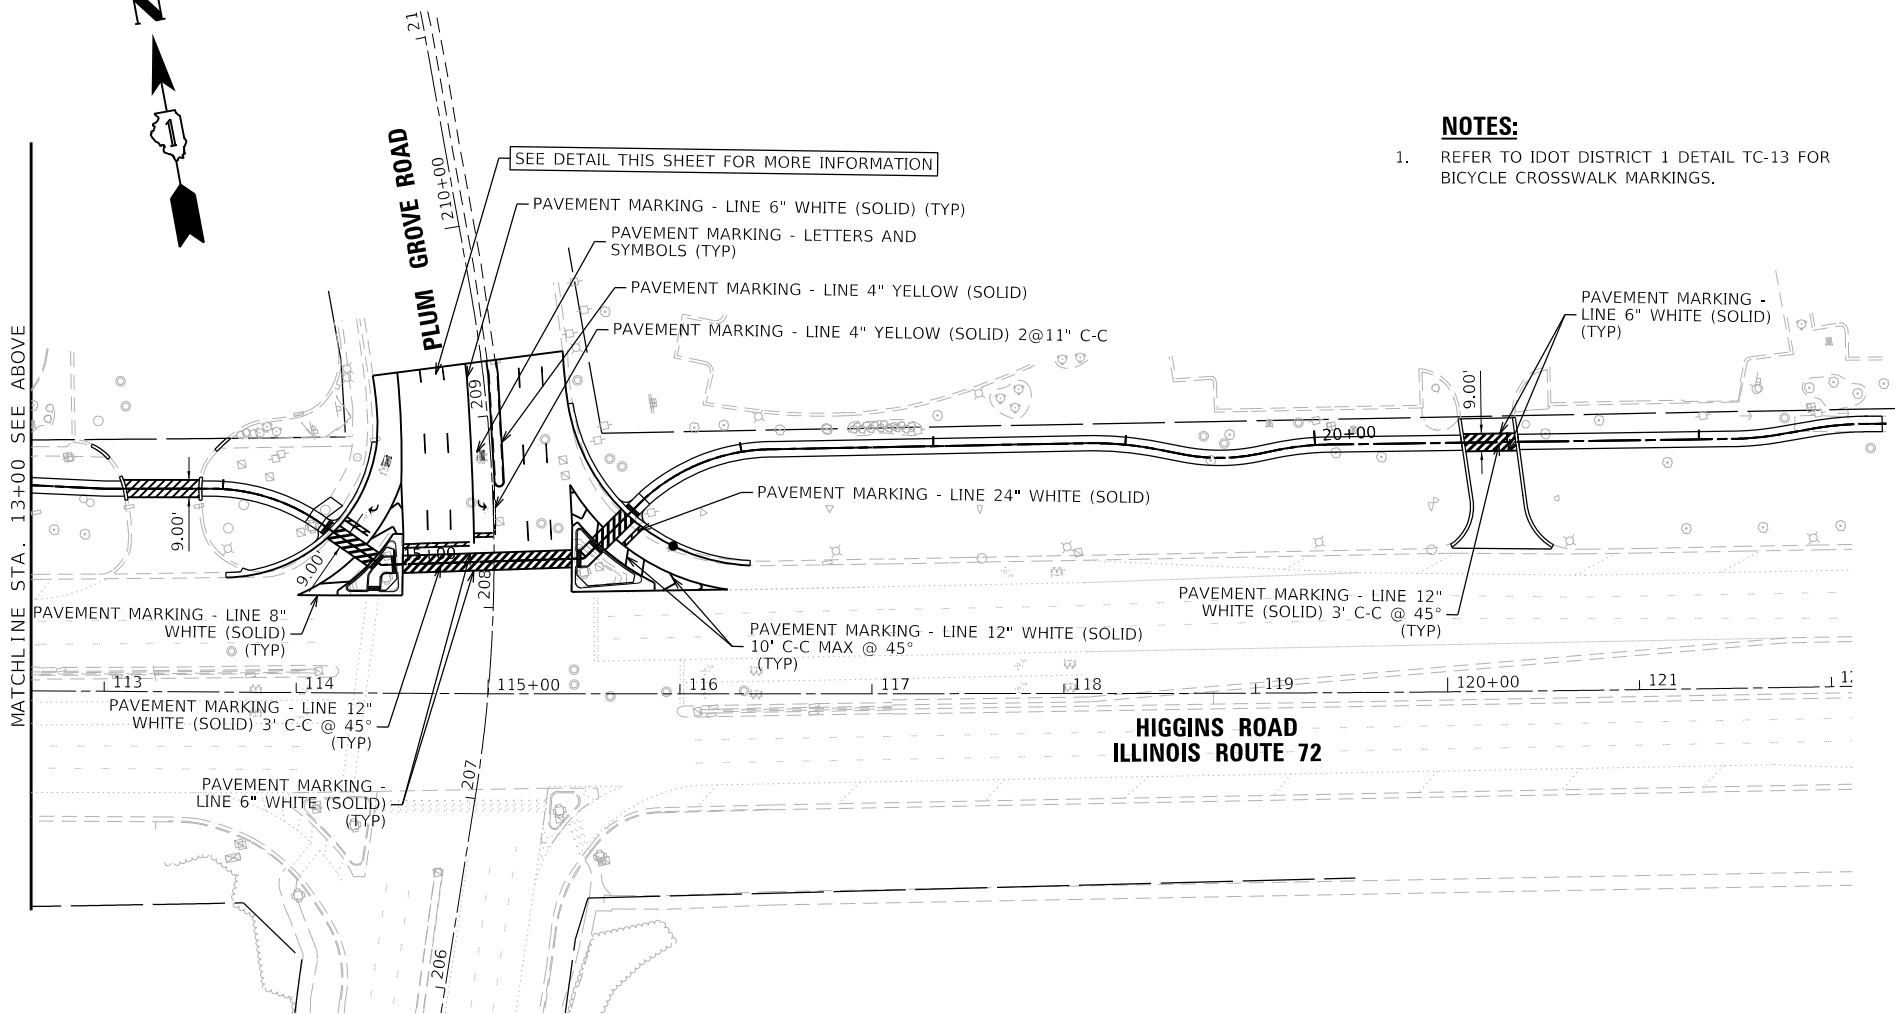 N
1
MATCHLINE STA. 13+00 SEE ABOVE
PLUM GROVE ROAD
21
210+00
209
208
207
206
SEE DETAIL THIS SHEET FOR MORE INFORMATION
PAVEMENT MARKING - LINE 6" WHITE (SOLID) (TYP)
PAVEMENT MARKING - LETTERS AND
SYMBOLS (TYP)
PAVEMENT MARKING - LINE 4" YELLOW (SOLID)
PAVEMENT MARKING - LINE 4" YELLOW (SOLID) 2@11" C-C
NOTES:
1. REFER TO IDOT DISTRICT 1 DETAIL TC-13 FOR
BICYCLE CROSSWALK MARKINGS.
PAVEMENT MARKING -
LINE 6" WHITE (SOLID)
(TYP)
9.00'
20+00
9.00'
9.00'
PAVEMENT MARKING - LINE 24" WHITE (SOLID)
PAVEMENT MARKING - LINE 8"
WHITE (SOLID)
(TYP)
PAVEMENT MARKING - LINE 12" WHITE (SOLID)
10' C-C MAX @ 45°
(TYP)
PAVEMENT MARKING - LINE 12"
WHITE (SOLID) 3' C-C @ 45°
(TYP)
113
114
115+00
116
117
118
119
120+00
121
PAVEMENT MARKING - LINE 12"
WHITE (SOLID) 3' C-C @ 45°
(TYP)
HIGGINS ROAD
ILLINOIS ROUTE 72
PAVEMENT MARKING -
LINE 6" WHITE (SOLID)
(TYP)